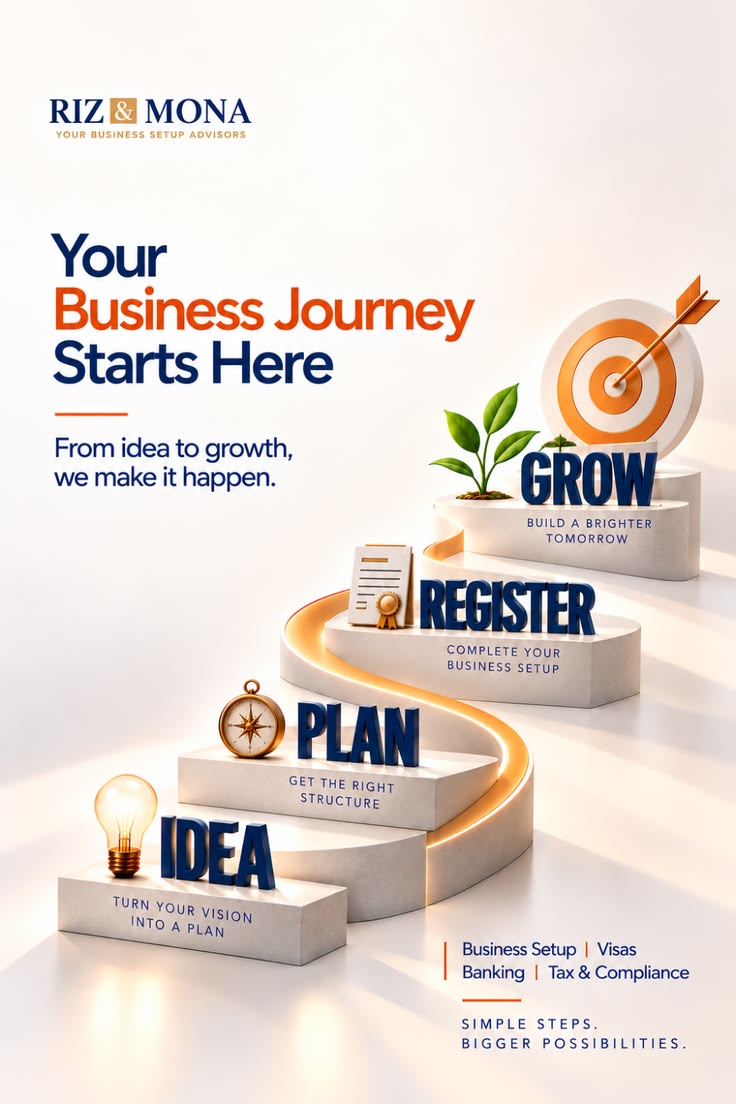 RIZ & MONA
YOUR BUSINESS SETUP ADVISORS
Your
Business Journey
Starts Here
From idea to growth,
we make it happen.
GROW
BUILD A BRIGHTER
TOMORROW
REGISTER
COMPLETE YOUR
BUSINESS SETUP
PLAN
GET THE RIGHT
STRUCTURE
IDEA
TURN YOUR VISION
INTO A PLAN
Business Setup | Visas
Banking | Tax & Compliance
SIMPLE STEPS.
BIGGER POSSIBILITIES.